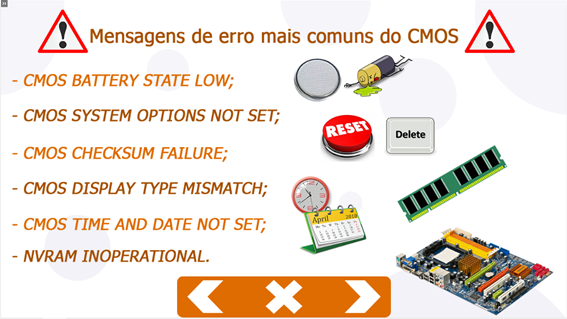 Mensagens de erro mais comuns do CMOS
- CMOS BATTERY STATE LOW;
- CMOS SYSTEM OPTIONS NOT SET;
- CMOS CHECKSUM FAILURE;
- CMOS DISPLAY TYPE MISMATCH;
- CMOS TIME AND DATE NOT SET;
- NVRAM INOPERATIONAL.
RESET
Delete
April 2010